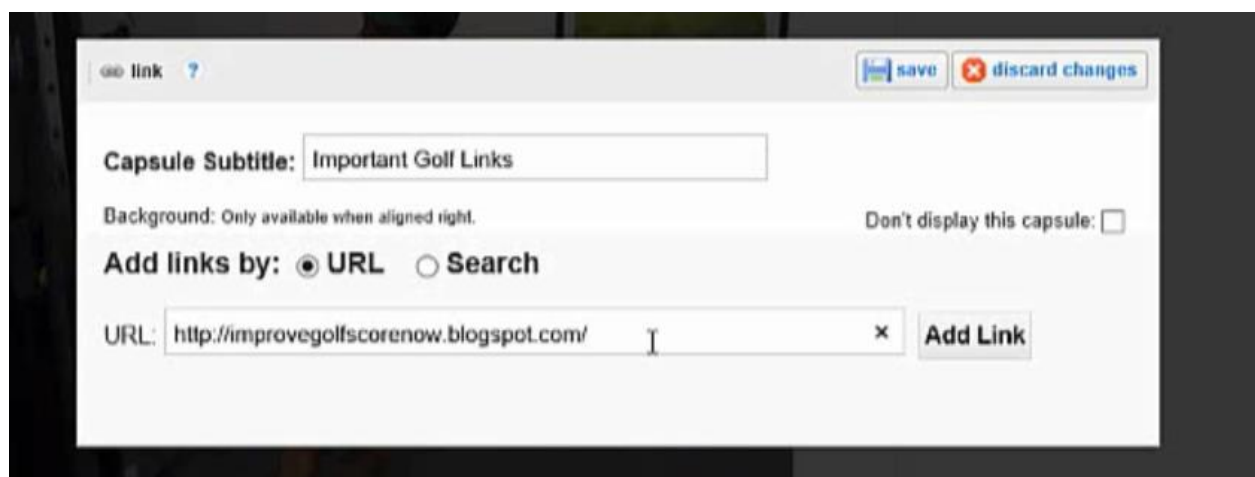 link ? save discard changes
Capsule Subtitle: Important Golf Links
Background: Only available when aligned right. Don't display this capsule:
Add links by: URL Search
URL: http://improvegolfscorenow.blogspot.com/ × Add Link